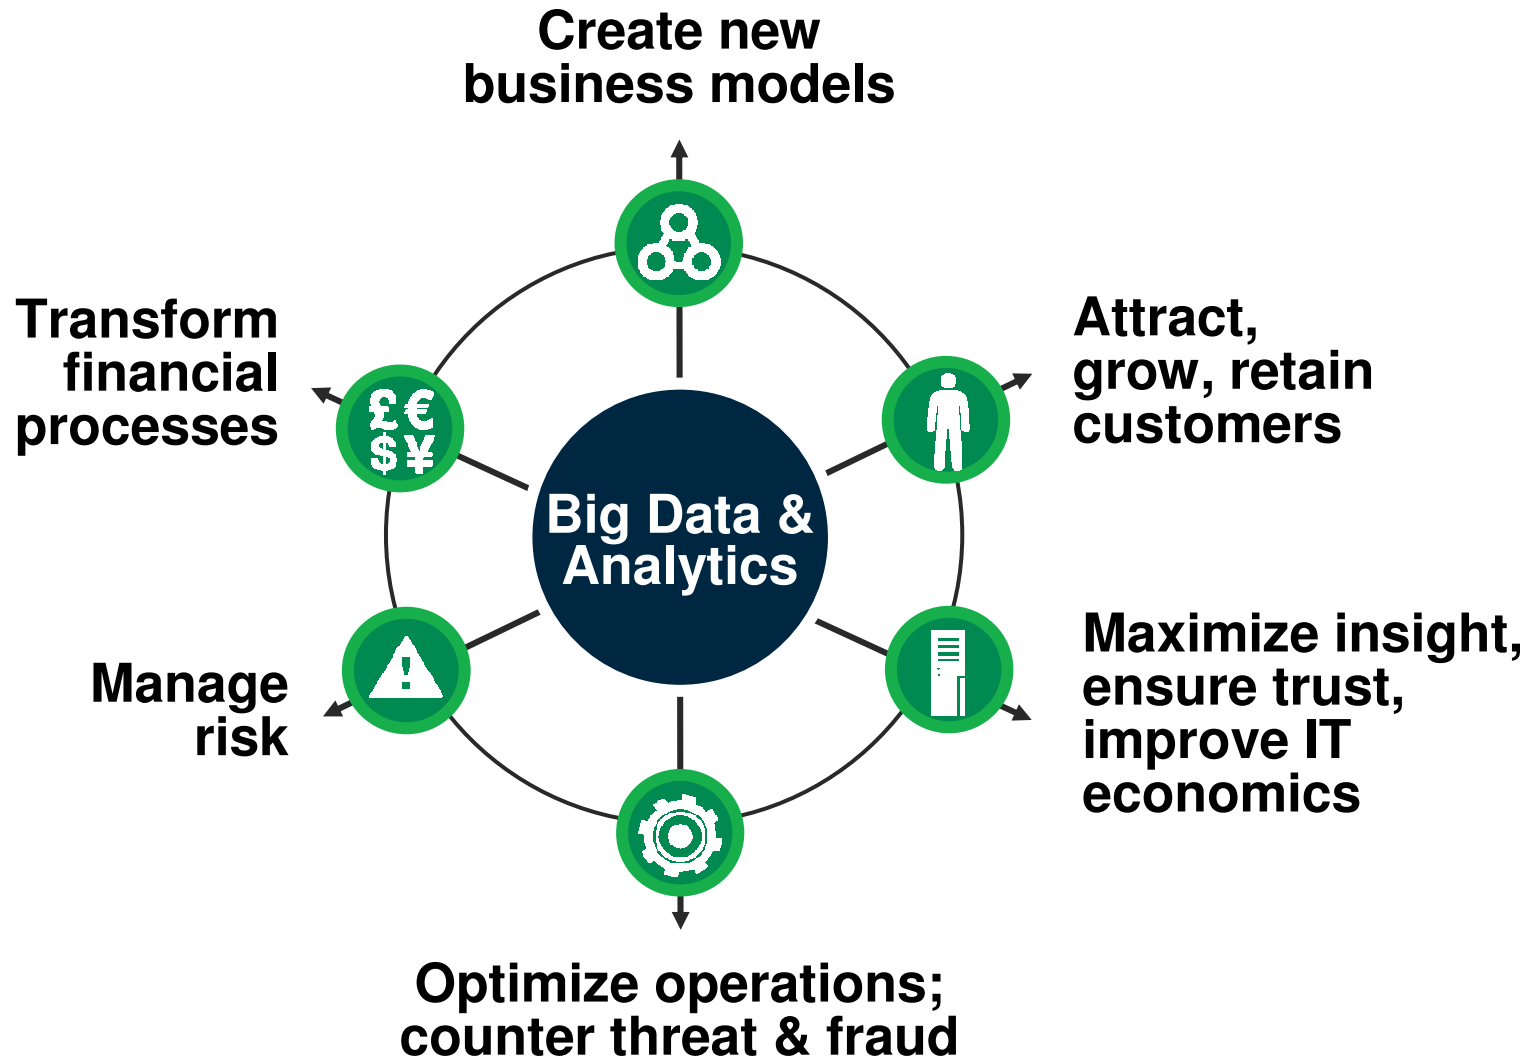 Create new
business models
Transform
financial
processes
£ €
$ ¥
Attract,
grow, retain
customers
Big Data &
Analytics
Manage
risk
!
Maximize insight,
ensure trust,
improve IT
economics
Optimize operations;
counter threat & fraud